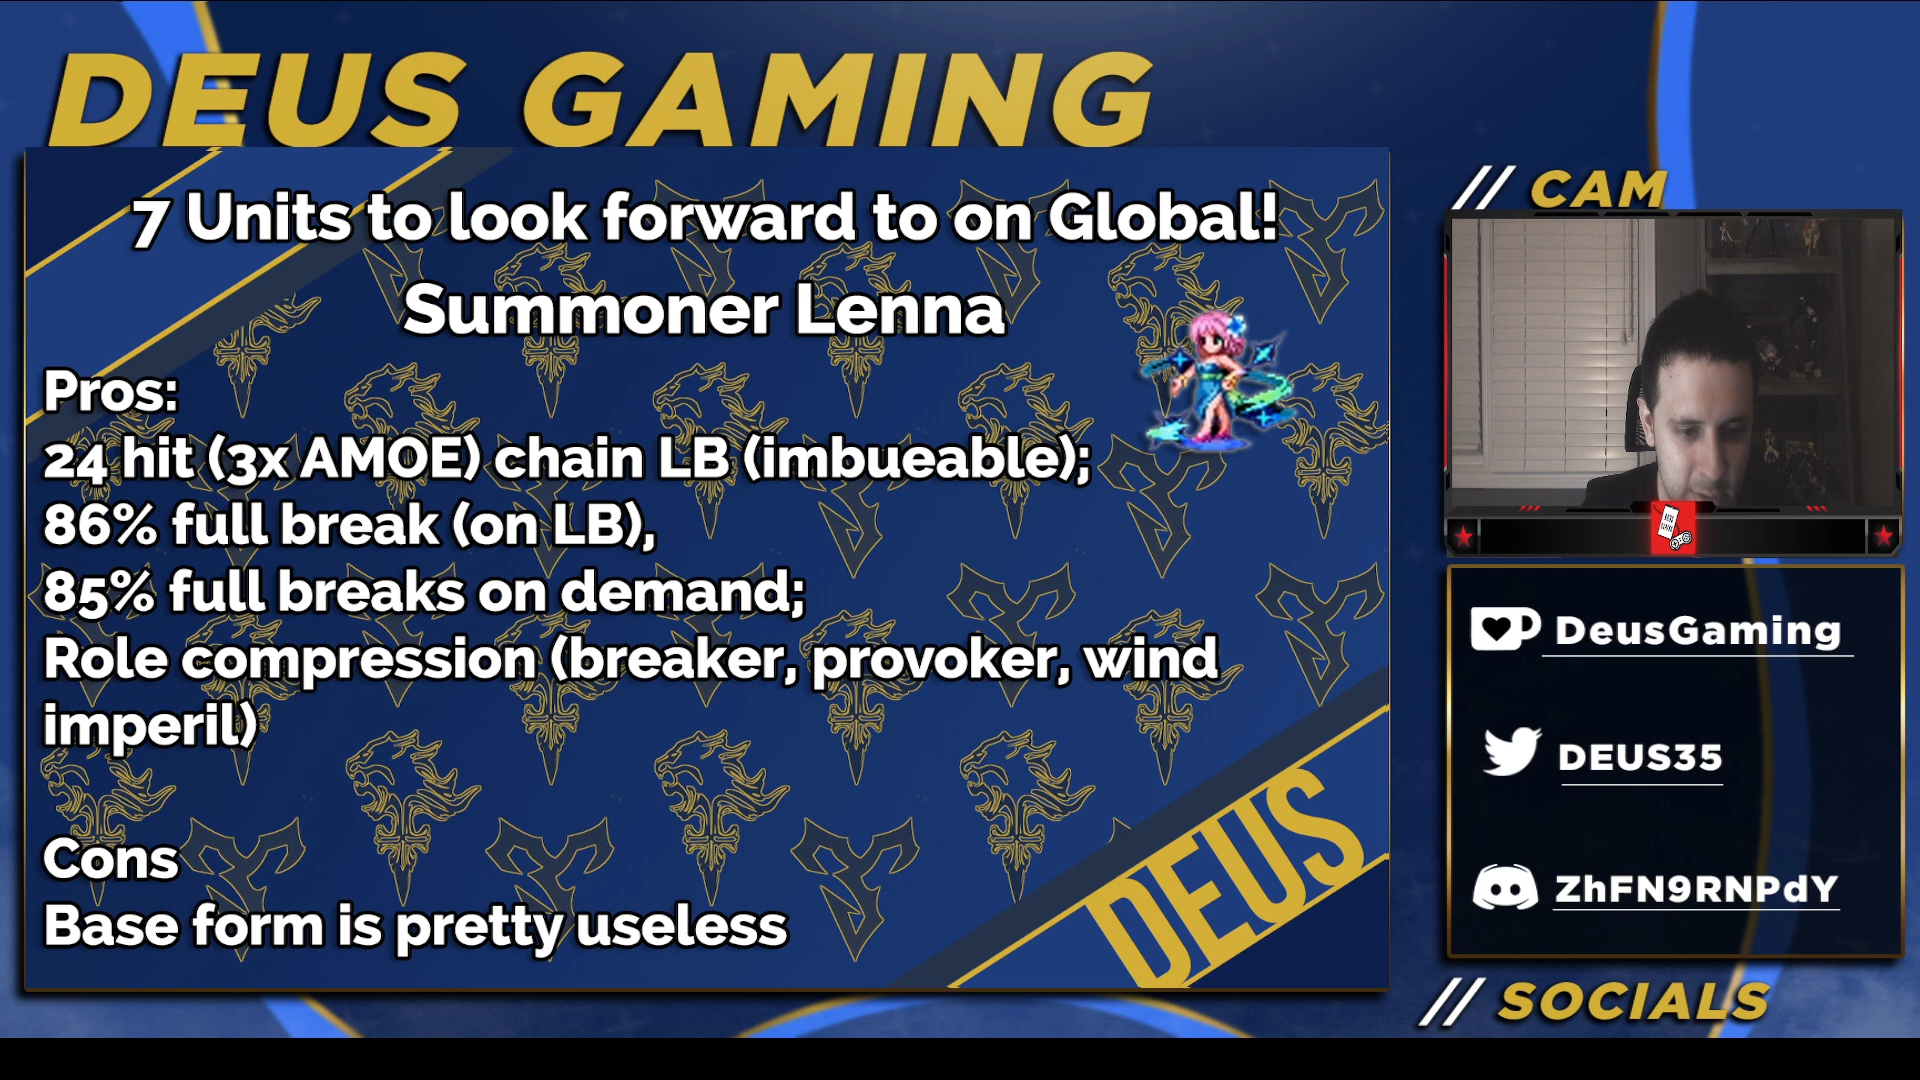 DEUS GAMING
7 Units to look forward to on Global!
Summoner Lenna
Pros:
24 hit (3x AMOE) chain LB (imbueable);
86% full break (on LB),
85% full breaks on demand;
Role compression (breaker, provoker, wind
imperil)
Cons
Base form is pretty useless
DEUS
// CAM
DeusGaming
DEUS35
ZhFN9RNPdY
// SOCIALS